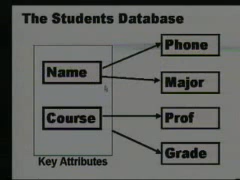 The Students Database
Phone
Name
Major
Course
Prof
Grade
Key Attributes